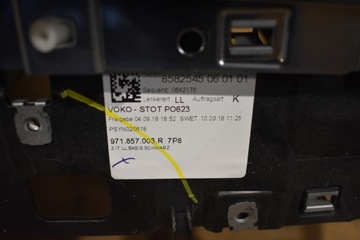 8582545 06 01 01
Sequenz 0642176
Lenkerart LL Auftragsart K
VOKO - STOT PO623
Freigabe 04.09.18 16:52 SWET 10.09.18 11:25
PSYN020618
971.857.003.R 7P8
ZIT LL BASIS SCHWARZ